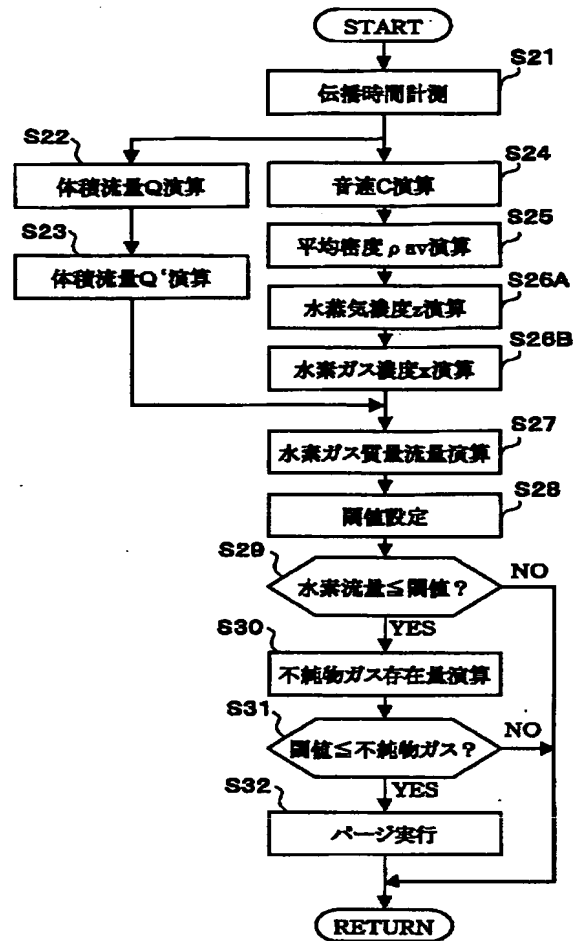 START
S21
伝播時間計測
S22
体積流量Q演算
S24
音速C演算
S23
体積流量Q'演算
S25
平均密度ρav演算
S26A
水蒸気濃度z演算
S26B
水素ガス濃度x演算
S27
水素ガス質量流量演算
S28
閾値設定
S29
水素流量≦閾値?
NO
YES
S30
不純物ガス存在量演算
S31
閾値≦不純物ガス?
NO
YES
S32
パージ実行
RETURN